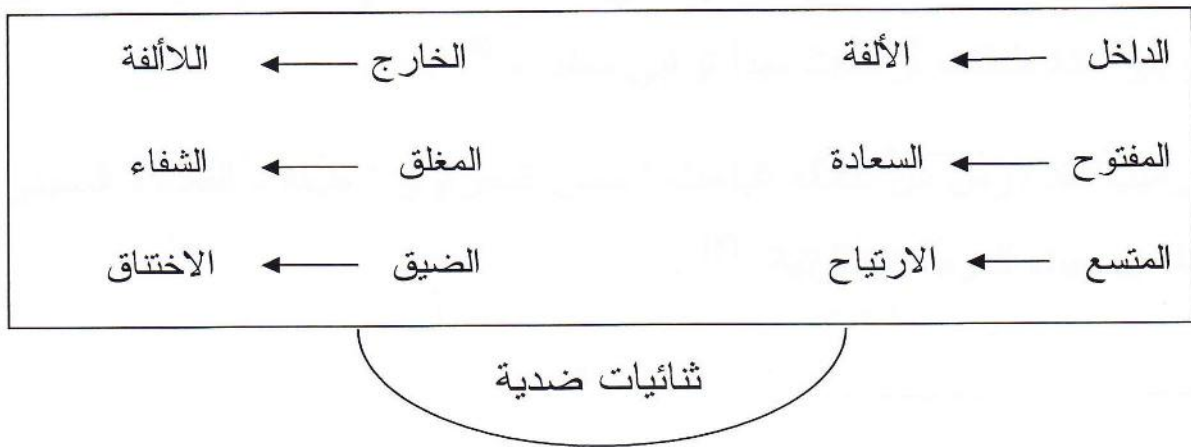 الداخل ← الألفة الخارج ← اللاألفة
المفتوح ← السعادة المغلق ← الشفاء
المتسع ← الارتياح الضيق ← الاختناق
ثنائيات ضدية